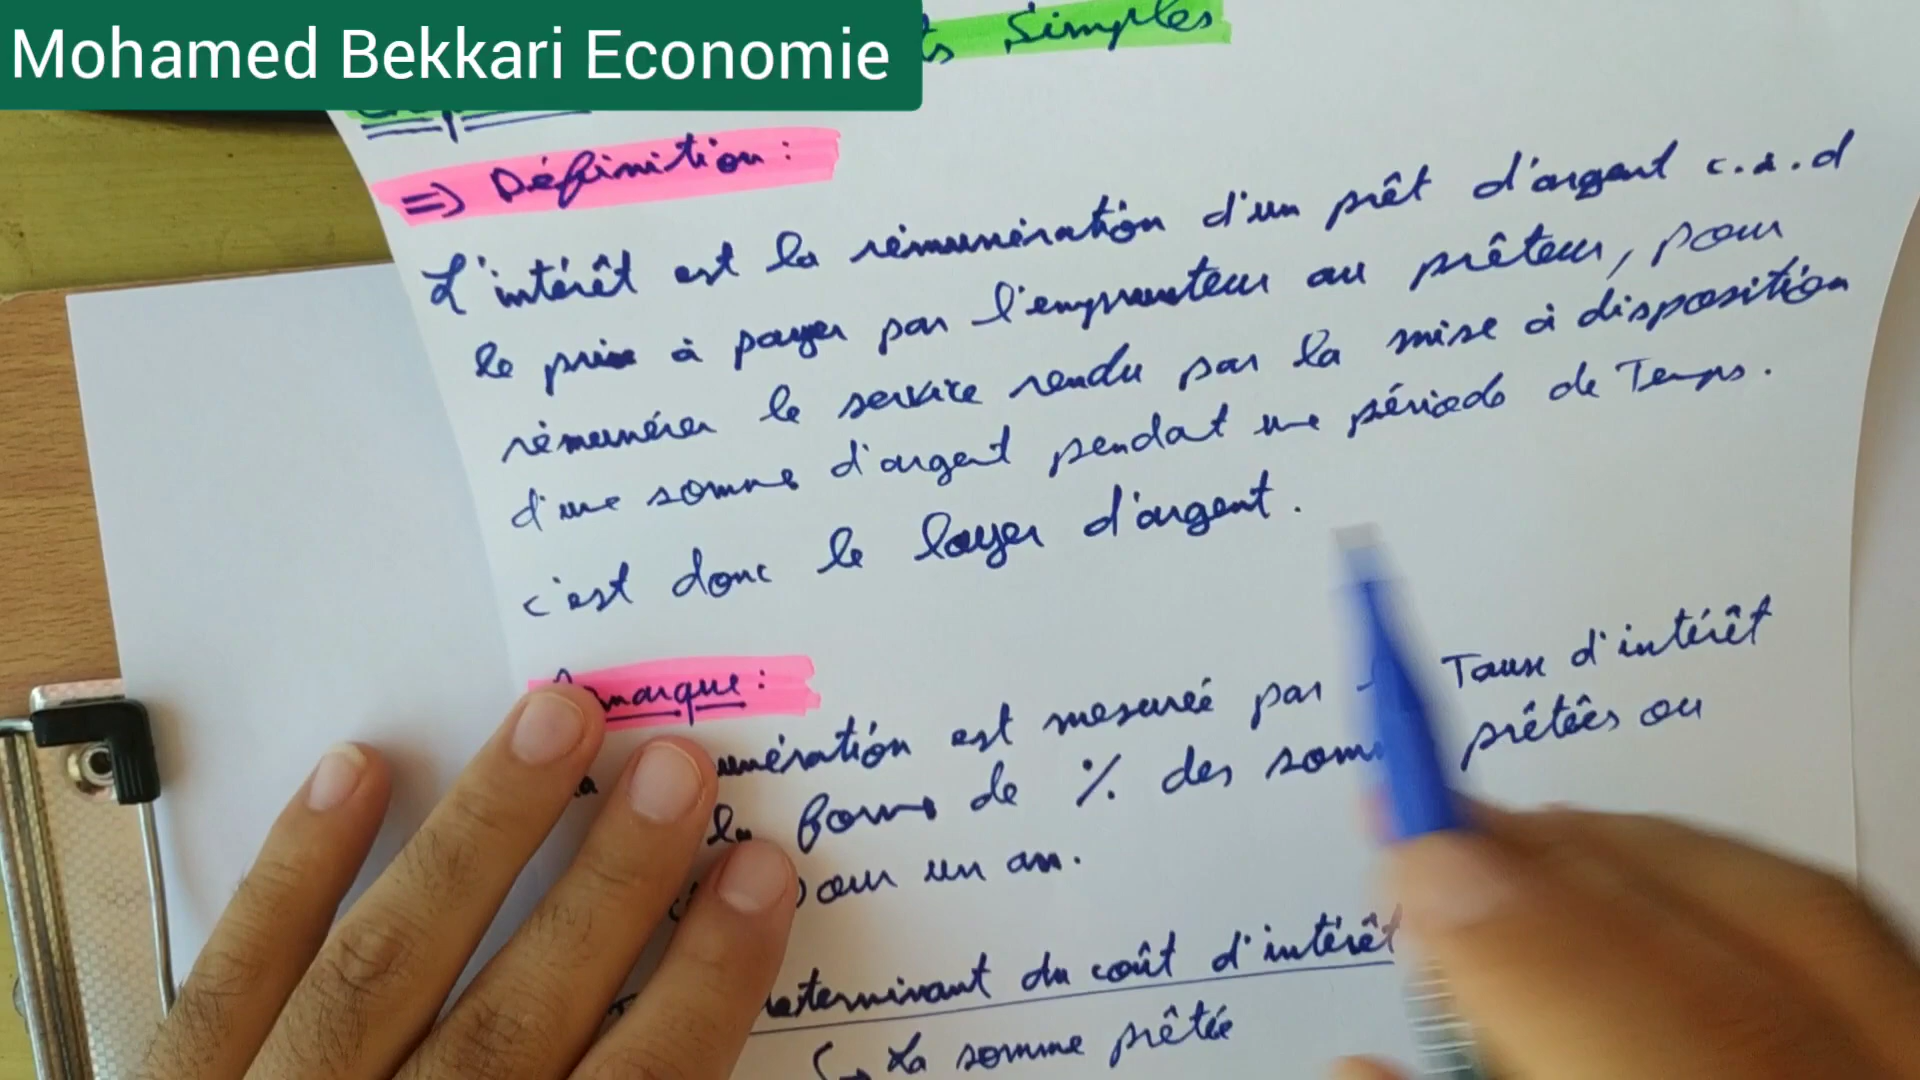 Mohamed Bekkari Economie
Simples
=> Définition :
L'intérêt est la rémunération d'un prêt d'argent c.à.d
le prix à payer par l'emprunteur au prêteur, pour
rémunérer le service rendu par la mise à disposition
d'une somme d'argent pendat une période de Temps.
c'est donc le loyer d'argent.
marque :
unération est mesurée par Taux d'intérêt
la forme de % des som prêtées ou
our un an.
eterminant du coût d'intérêt
↳ La somme prêtée